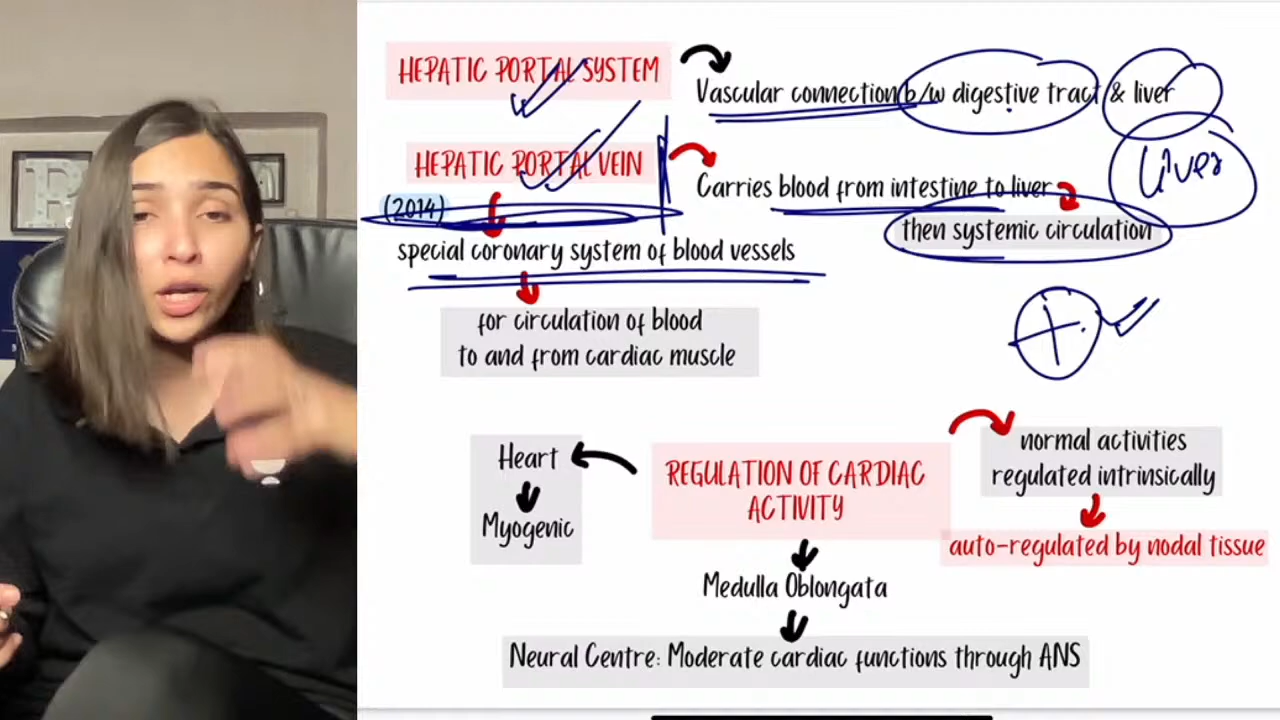 HEPATIC PORTAL SYSTEM
Vascular connection b/w digestive tract & liver
HEPATIC PORTAL VEIN
Liver
Carries blood from intestine to liver
(2014)
then systemic circulation
special coronary system of blood vessels
for circulation of blood
to and from cardiac muscle
Heart
Myogenic
REGULATION OF CARDIAC
ACTIVITY
normal activities
regulated intrinsically
auto-regulated by nodal tissue
Medulla Oblongata
Neural Centre: Moderate cardiac functions through ANS